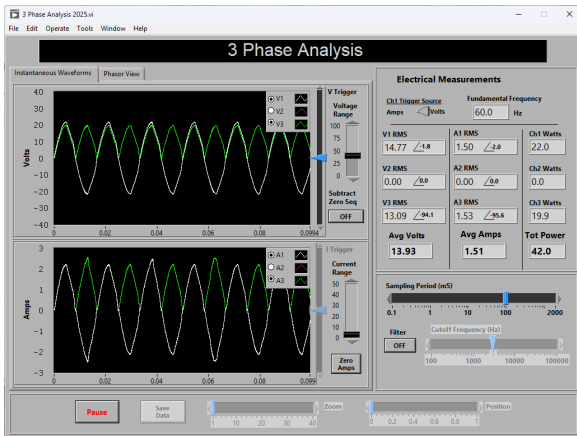 3 Phase Analysis 2025.vi
File Edit Operate Tools Window Help
3 Phase Analysis
Instantaneous Waveforms Phasor View
40
30
20
10
0
-10
-20
-30
-40
Volts
0 0.02 0.04 0.06 0.08 0.0994
V1
V2
V3
V Trigger
Voltage
Range
100
75
50
25
0
Subtract
Zero Seq
OFF
3
2
1
0
-1
-2
-3
Amps
0 0.02 0.04 0.06 0.08 0.099
A1
A2
A3
I Trigger
Current
Range
50
40
30
20
10
0
Zero
Amps
Electrical Measurements
Ch1 Trigger Source
Amps Volts
Fundamental Frequency
60.0 Hz
V1 RMS A1 RMS Ch1 Watts
14.77 -1.8 1.50 -2.0 22.0
V2 RMS A2 RMS Ch2 Watts
0.00 0.0 0.00 0.0 0.0
V3 RMS A3 RMS Ch3 Watts
13.09 -94.1 1.53 -95.6 19.9
Avg Volts Avg Amps Tot Power
13.93 1.51 42.0
Sampling Period (mS)
0.1 1 10 100 2000
Filter
OFF
Cutoff Frequency (Hz)
100 1000 10000 100000
Pause
Save
Data
Zoom
1 10 20 30 40
Position
0 0.2 0.4 0.6 0.8 1